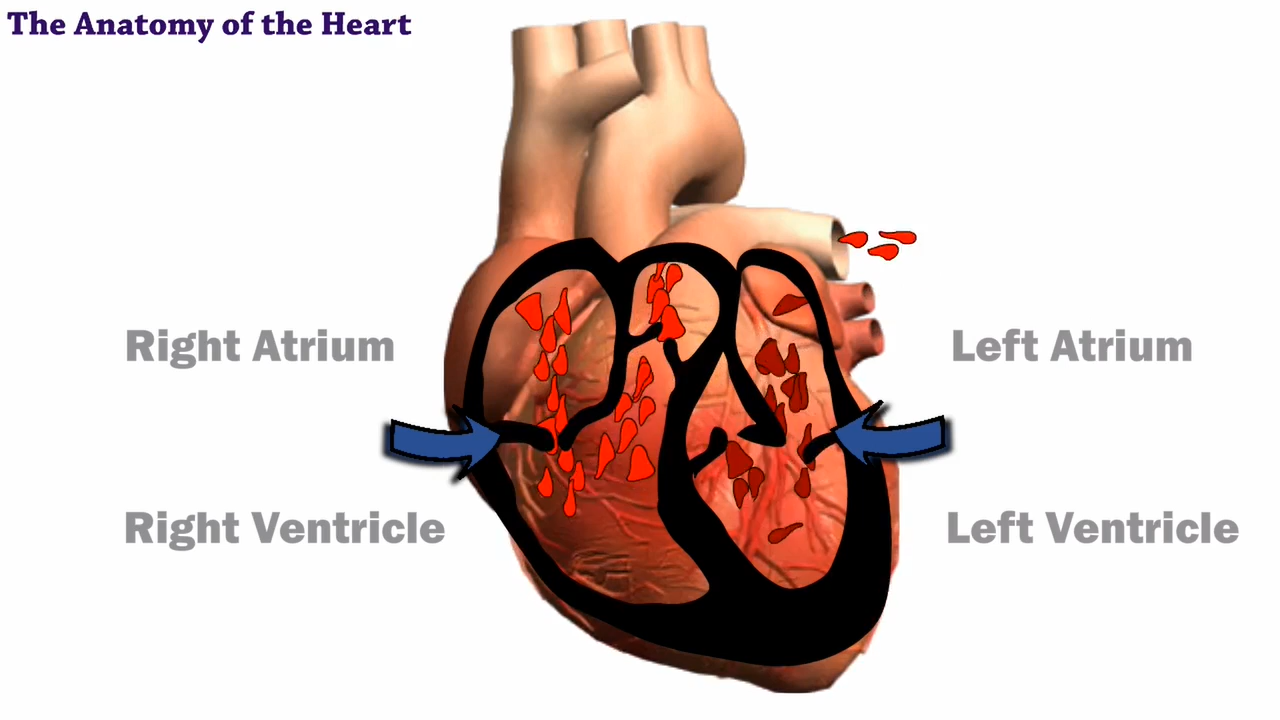 The Anatomy of the Heart
Right Atrium
Left Atrium
Right Ventricle
Left Ventricle